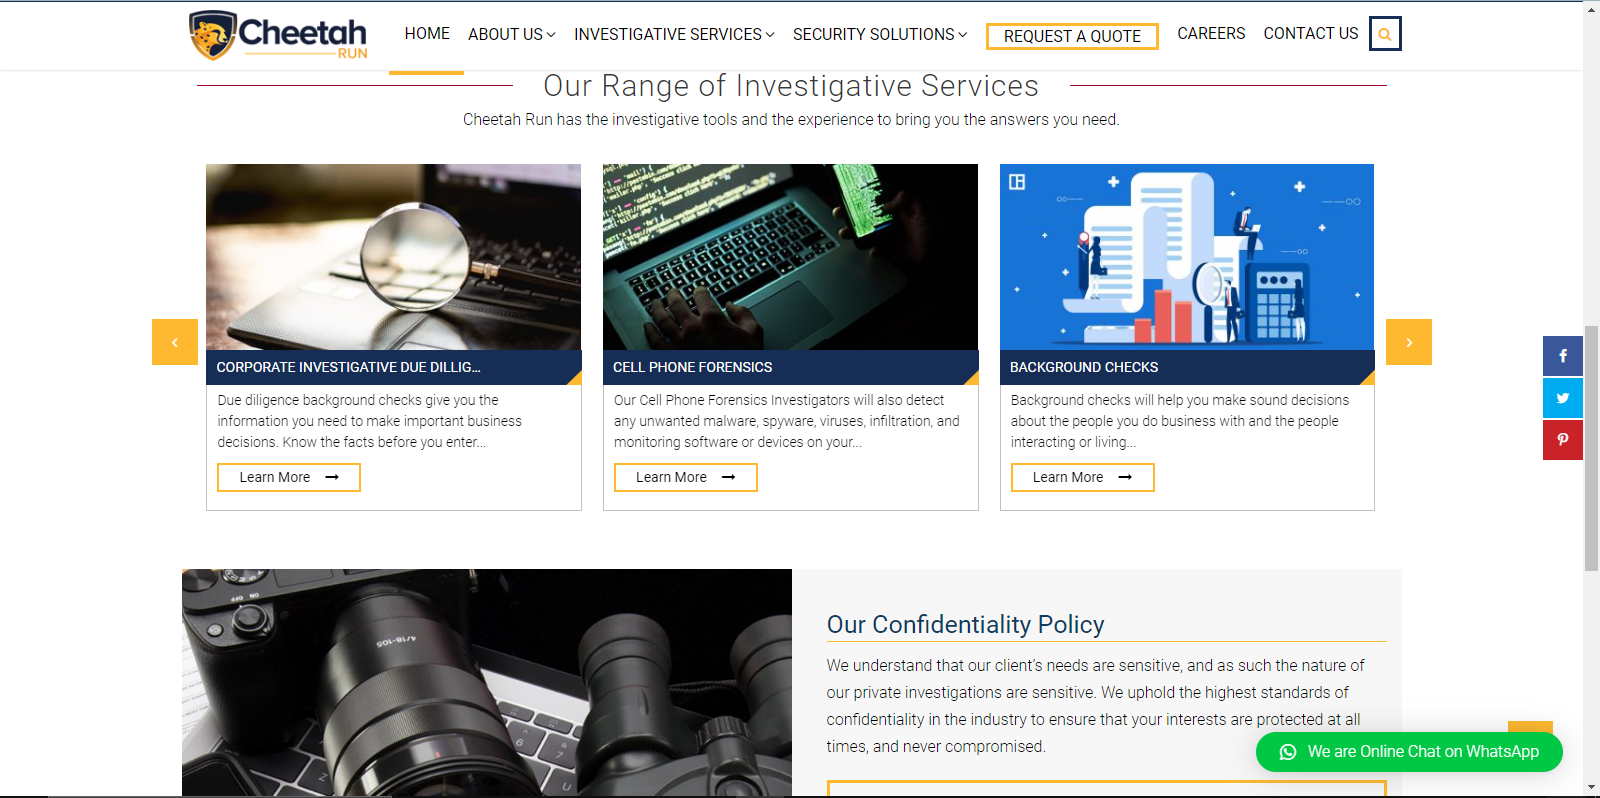 Cheetah
RUN
HOME
ABOUT US
INVESTIGATIVE SERVICES
SECURITY SOLUTIONS
REQUEST A QUOTE
CAREERS
CONTACT US
Our Range of Investigative Services
Cheetah Run has the investigative tools and the experience to bring you the answers you need.
CORPORATE INVESTIGATIVE DUE DILLIG...
Due diligence background checks give you the
information you need to make important business
decisions. Know the facts before you enter...
Learn More
CELL PHONE FORENSICS
Our Cell Phone Forensics Investigators will also detect
any unwanted malware, spyware, viruses, infiltration, and
monitoring software or devices on your...
Learn More
BACKGROUND CHECKS
Background checks will help you make sound decisions
about the people you do business with and the people
interacting or living...
Learn More
OFF ON
4/18-105
Our Confidentiality Policy
We understand that our client's needs are sensitive, and as such the nature of
our private investigations are sensitive. We uphold the highest standards of
confidentiality in the industry to ensure that your interests are protected at all
times, and never compromised.
We are Online Chat on WhatsApp